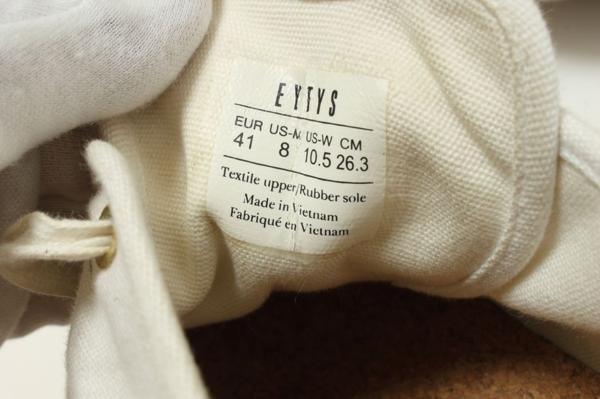 EYTYS
EUR US-M US-W CM
41 8 10.5 26.3
Textile upper/Rubber sole
Made in Vietnam
Fabriqué en Vietnam